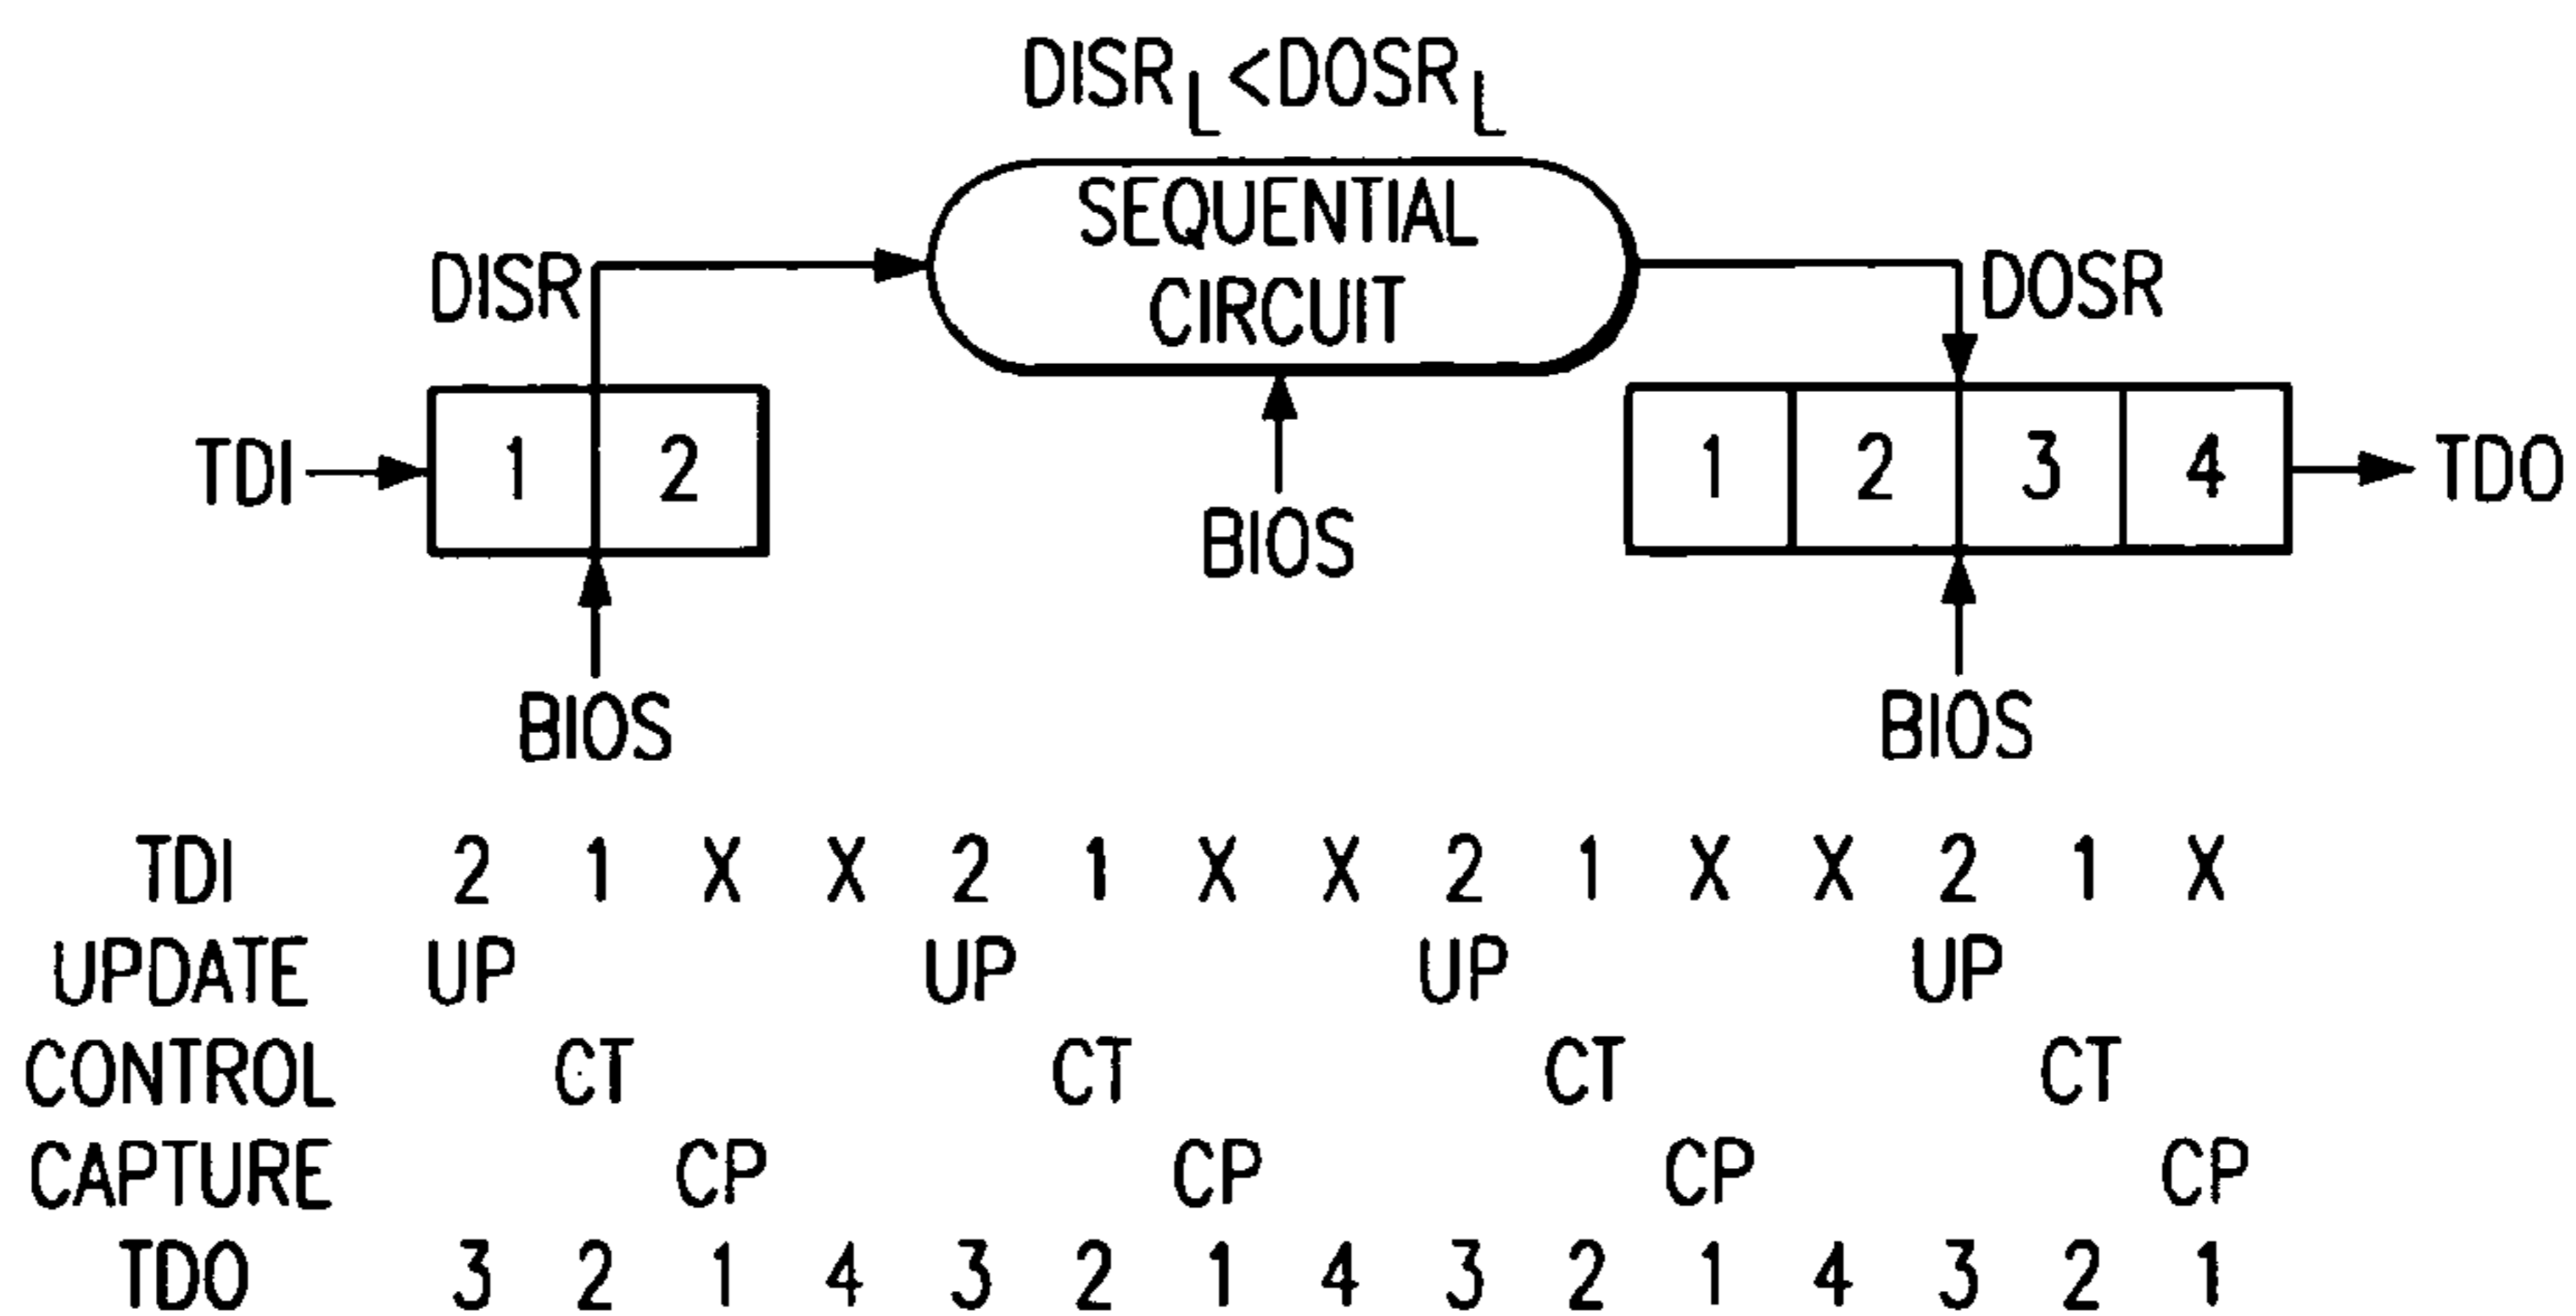 DISRL<DOSRL
SEQUENTIAL
CIRCUIT
DISR
DOSR
TDI
1 2
1 2 3 4
TDO
BIOS
BIOS
BIOS
TDI 2 1 X X 2 1 X X 2 1 X X 2 1 X
UPDATE UP UP UP UP
CONTROL CT CT CT CT
CAPTURE CP CP CP CP
TDO 3 2 1 4 3 2 1 4 3 2 1 4 3 2 1